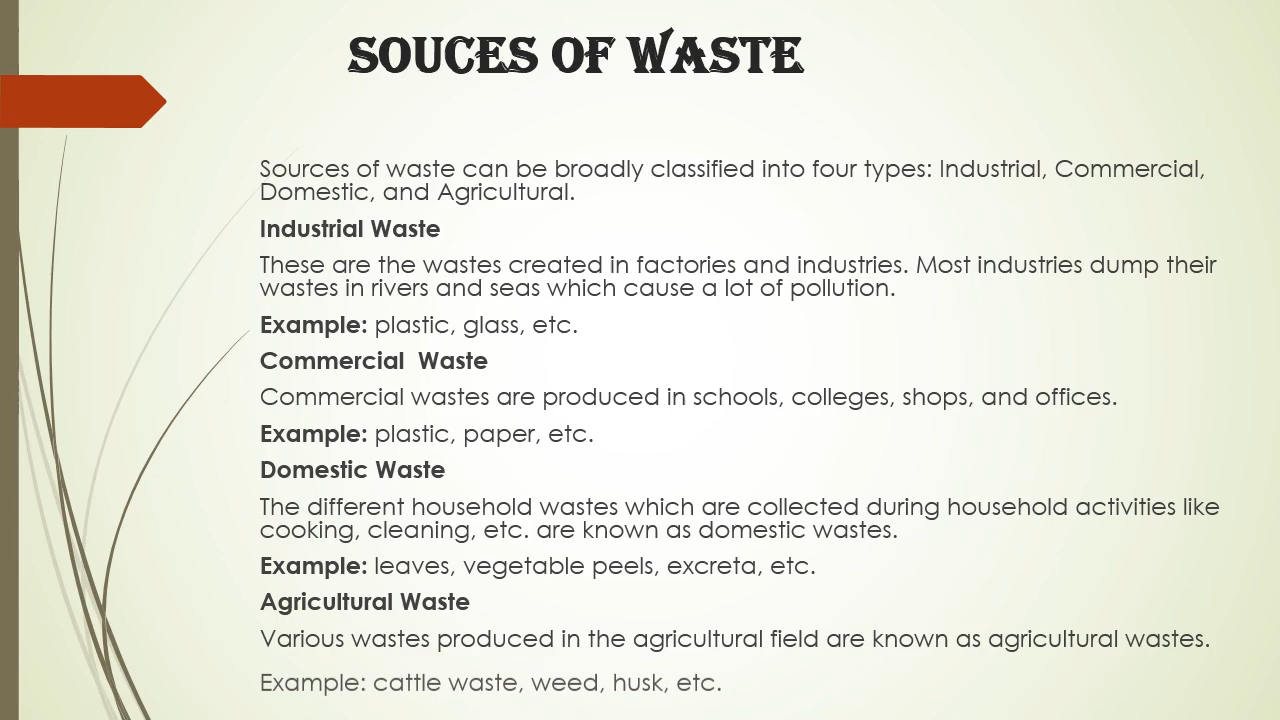 SOUCES OF WASTE
Sources of waste can be broadly classified into four types: Industrial, Commercial,
Domestic, and Agricultural.
Industrial Waste
These are the wastes created in factories and industries. Most industries dump their
wastes in rivers and seas which cause a lot of pollution.
Example: plastic, glass, etc.
Commercial  Waste
Commercial wastes are produced in schools, colleges, shops, and offices.
Example: plastic, paper, etc.
Domestic Waste
The different household wastes which are collected during household activities like
cooking, cleaning, etc. are known as domestic wastes.
Example: leaves, vegetable peels, excreta, etc.
Agricultural Waste
Various wastes produced in the agricultural field are known as agricultural wastes.
Example: cattle waste, weed, husk, etc.